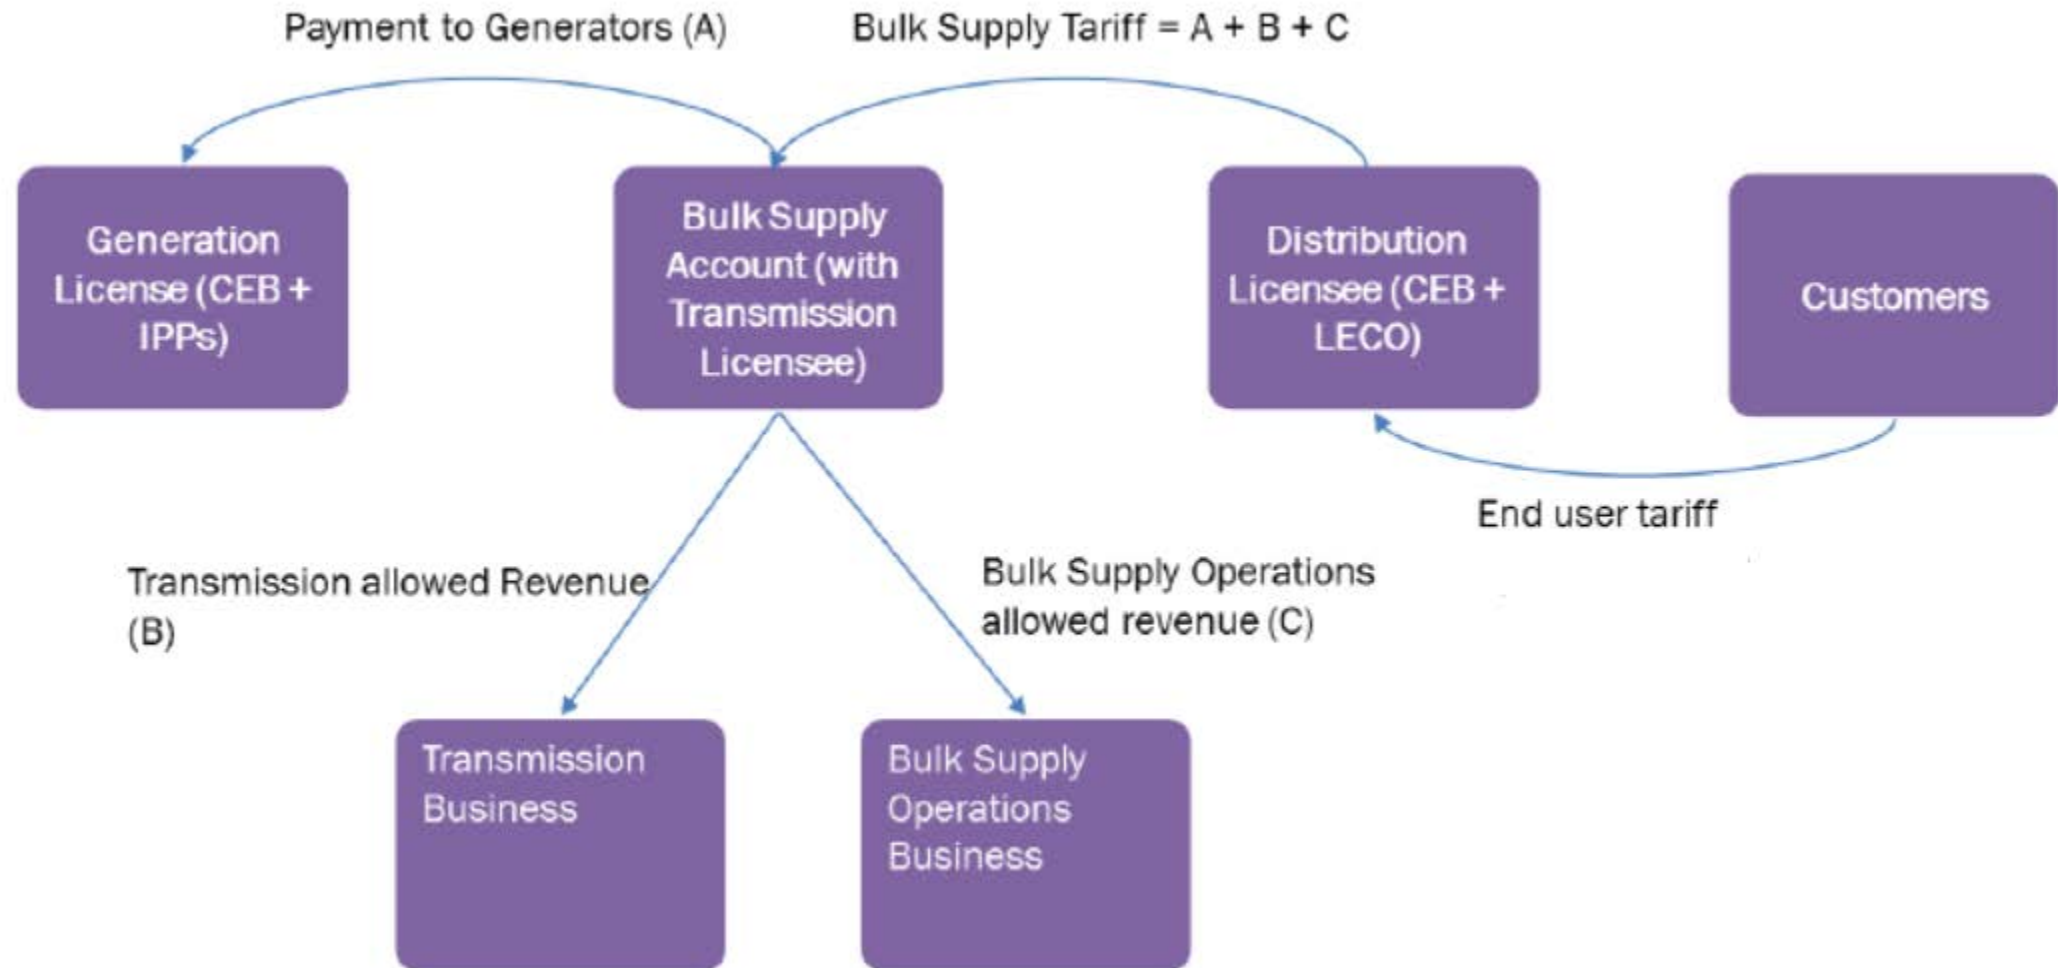 Payment to Generators (A)
Bulk Supply Tariff = A + B + C
Generation
License (CEB +
IPPs)
Bulk Supply
Account (with
Transmission
Licensee)
Distribution
Licensee (CEB +
LECO)
Customers
End user tariff
Transmission allowed Revenue
(B)
Bulk Supply Operations
allowed revenue (C)
Transmission
Business
Bulk Supply
Operations
Business